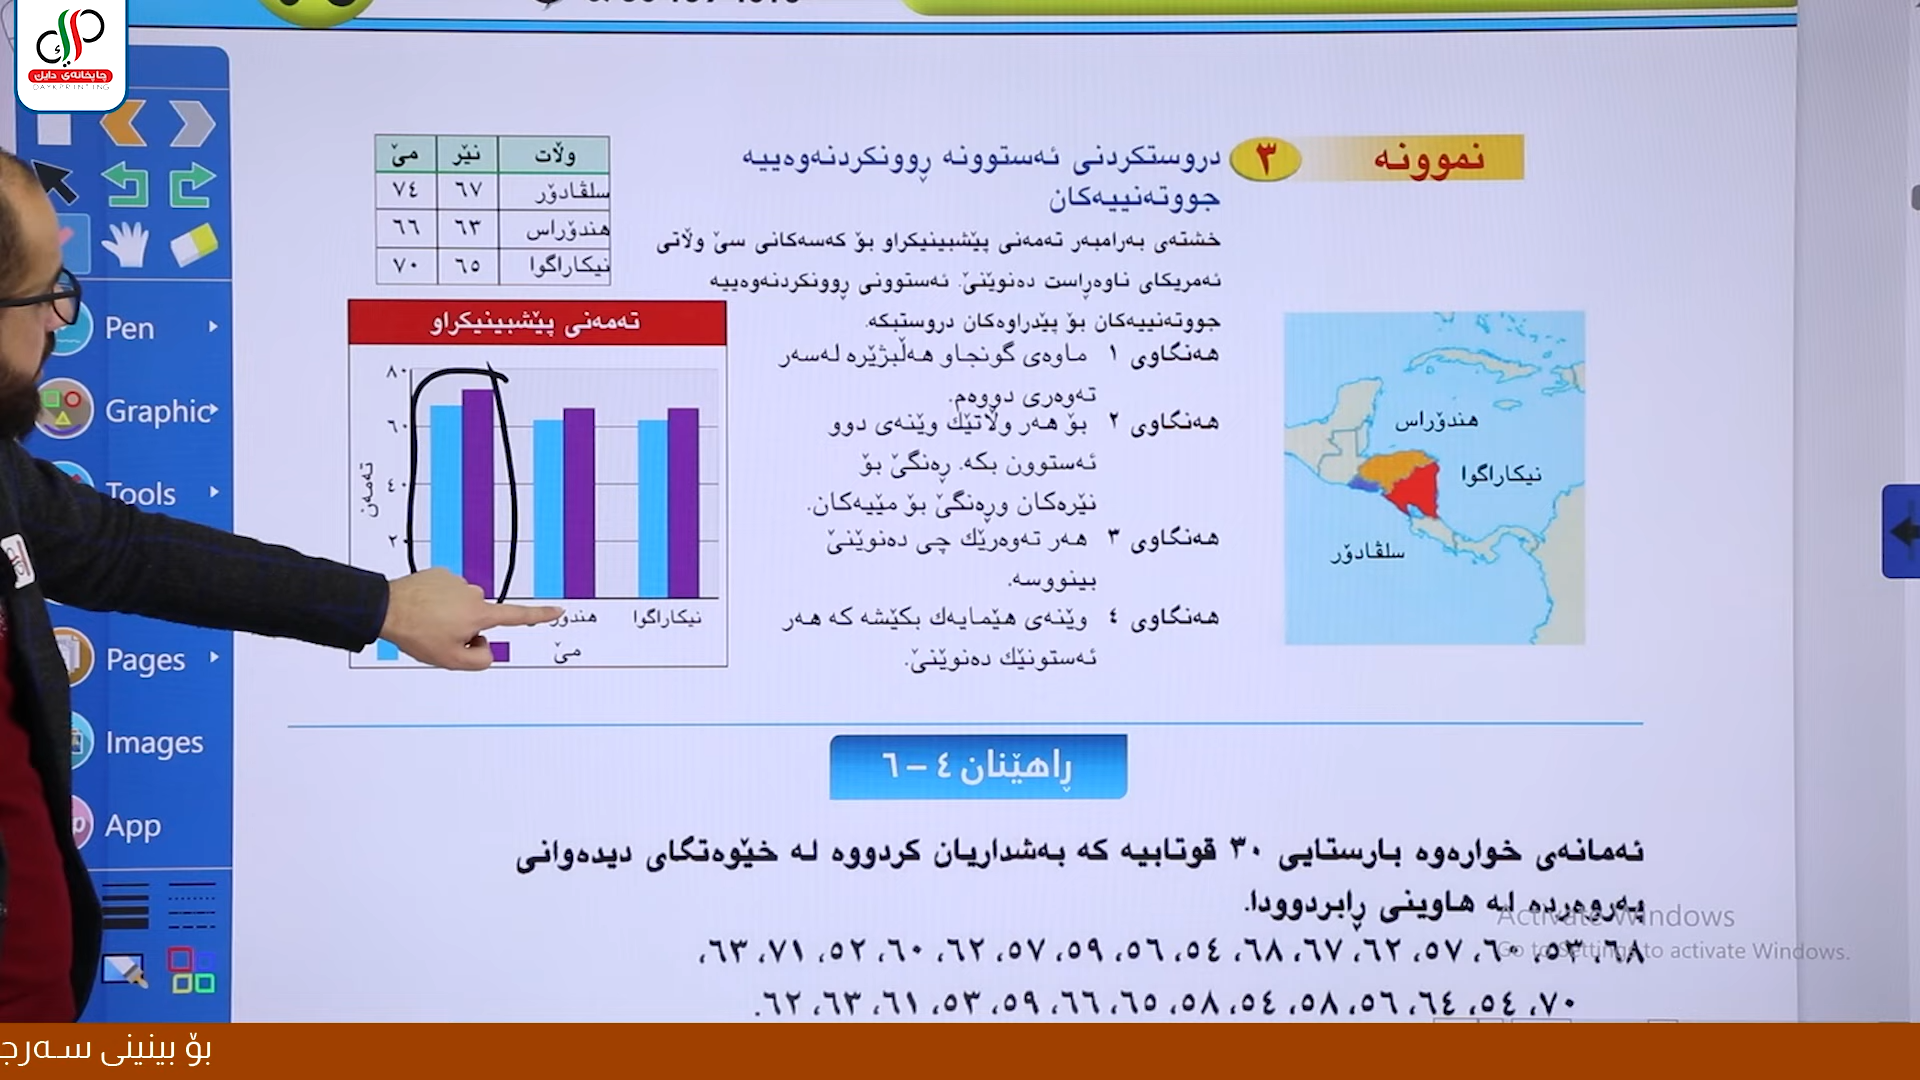 چاپخانەی دایک
DAYKPRINTING
نموونە ٣
دروستکردنی ئەستوونە ڕوونکردنەوەییە
جووتەنییەکان
خشتەی بەرامبەر تەمەنی پێشبینیکراو بۆ کەسەکانی سێ وڵاتی
ئەمریکای ناوەڕاست دەنوێنێ. ئەستوونی ڕوونکردنەوەییە
جووتەنییەکان بۆ پێدراوەکان دروستبکە.
هەنگاوی ١ ماوەی گونجاو هەڵبژێرە لەسەر
تەوەری دووەم.
هەنگاوی ٢ بۆ هەر وڵاتێك وێنەی دوو
ئەستوون بکە. ڕەنگێ بۆ
نێرەکان وڕەنگێ بۆ مێیەکان.
هەنگاوی ٣ هەر تەوەرێك چی دەنوێنێ
بینووسە.
هەنگاوی ٤ وێنەی هێمایەك بکێشە کە هەر
ئەستونێك دەنوێنێ.
وڵات نێر مێ
سلڤادۆر ٦٧ ٧٤
هندۆراس ٦٣ ٦٦
نیکاراگوا ٦٥ ٧٠
تەمەنی پێشبینیکراو
٨٠
٦٠
٤٠
٢٠
تەمەن
نیکاراگوا
مێ
هندۆراس
نیکاراگوا
سلڤادۆر
ڕاهێنان ٤ – ٦
ئەمانەی خوارەوە بارستایی ٣٠ قوتابیە کە بەشداریان کردووە لە خێوەتگای دیدەوانی
پەروەردە لە هاوینی ڕابردوودا.
٦٨، ٥٣، ٦٠، ٥٧، ٦٢، ٦٧، ٦٨، ٥٤، ٥٦، ٥٩، ٥٧، ٦٢، ٦٠، ٥٢، ٧١، ٦٣،
٧٠، ٥٤، ٦٤، ٥٦، ٥٨، ٥٤، ٥٨، ٦٥، ٦٦، ٥٩، ٥٣، ٦١، ٦٣، ٦٢.
Pen
Graphic
Tools
Pages
Images
App
Activate Windows
Go to Settings to activate Windows.
بۆ بینینی سەرج